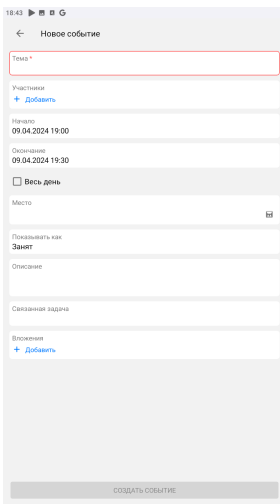 18:43
Новое событие
Тема *
Участники
+ Добавить
Начало
09.04.2024 19:00
Окончание
09.04.2024 19:30
Весь день
Место
Показывать как
Занят
Описание
Связанная задача
Вложения
+ Добавить
СОЗДАТЬ СОБЫТИЕ